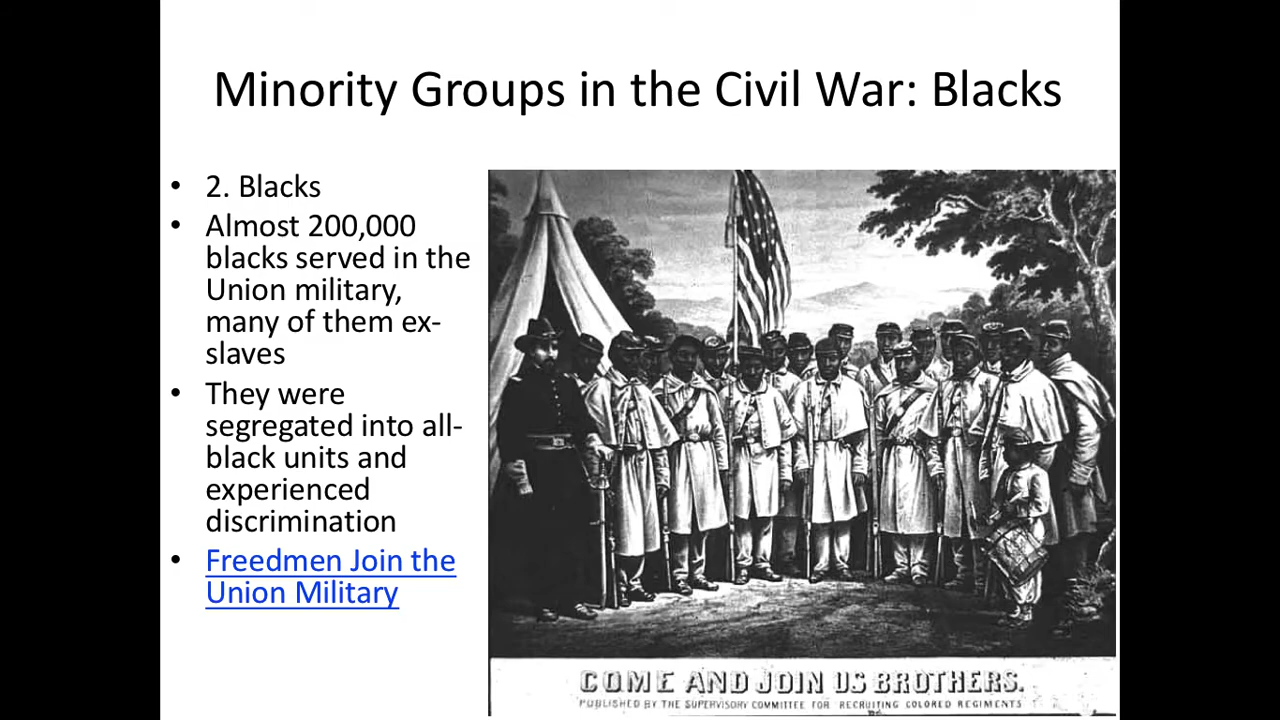 Minority Groups in the Civil War: Blacks
• 2. Blacks
• Almost 200,000
blacks served in the
Union military,
many of them ex-
slaves
• They were
segregated into all-
black units and
experienced
discrimination
• Freedmen Join the
Union Military
COME AND JOIN US BROTHERS.
PUBLISHED BY THE SUPERVISORY COMMITTEE FOR RECRUITING COLORED REGIMENTS